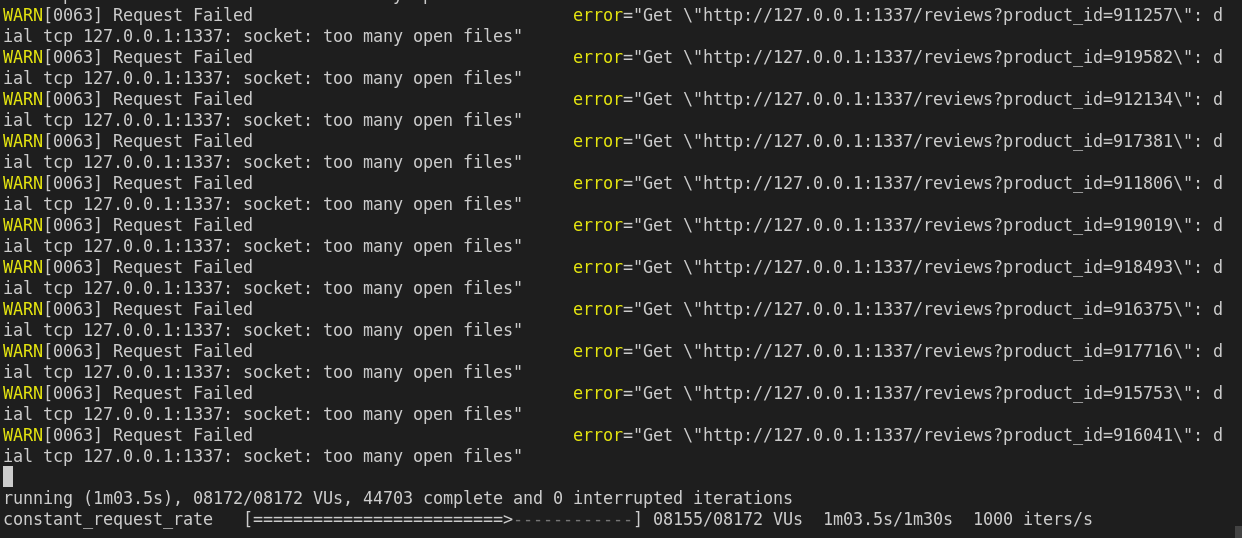 WARN[0063] Request Failed error="Get \"http://127.0.0.1:1337/reviews?product_id=911257\": d
ial tcp 127.0.0.1:1337: socket: too many open files"
WARN[0063] Request Failed error="Get \"http://127.0.0.1:1337/reviews?product_id=919582\": d
ial tcp 127.0.0.1:1337: socket: too many open files"
WARN[0063] Request Failed error="Get \"http://127.0.0.1:1337/reviews?product_id=912134\": d
ial tcp 127.0.0.1:1337: socket: too many open files"
WARN[0063] Request Failed error="Get \"http://127.0.0.1:1337/reviews?product_id=917381\": d
ial tcp 127.0.0.1:1337: socket: too many open files"
WARN[0063] Request Failed error="Get \"http://127.0.0.1:1337/reviews?product_id=911806\": d
ial tcp 127.0.0.1:1337: socket: too many open files"
WARN[0063] Request Failed error="Get \"http://127.0.0.1:1337/reviews?product_id=919019\": d
ial tcp 127.0.0.1:1337: socket: too many open files"
WARN[0063] Request Failed error="Get \"http://127.0.0.1:1337/reviews?product_id=918493\": d
ial tcp 127.0.0.1:1337: socket: too many open files"
WARN[0063] Request Failed error="Get \"http://127.0.0.1:1337/reviews?product_id=916375\": d
ial tcp 127.0.0.1:1337: socket: too many open files"
WARN[0063] Request Failed error="Get \"http://127.0.0.1:1337/reviews?product_id=917716\": d
ial tcp 127.0.0.1:1337: socket: too many open files"
WARN[0063] Request Failed error="Get \"http://127.0.0.1:1337/reviews?product_id=915753\": d
ial tcp 127.0.0.1:1337: socket: too many open files"
WARN[0063] Request Failed error="Get \"http://127.0.0.1:1337/reviews?product_id=916041\": d
ial tcp 127.0.0.1:1337: socket: too many open files"
running (1m03.5s), 08172/08172 VUs, 44703 complete and 0 interrupted iterations
constant_request_rate [=========================>------------] 08155/08172 VUs 1m03.5s/1m30s 1000 iters/s